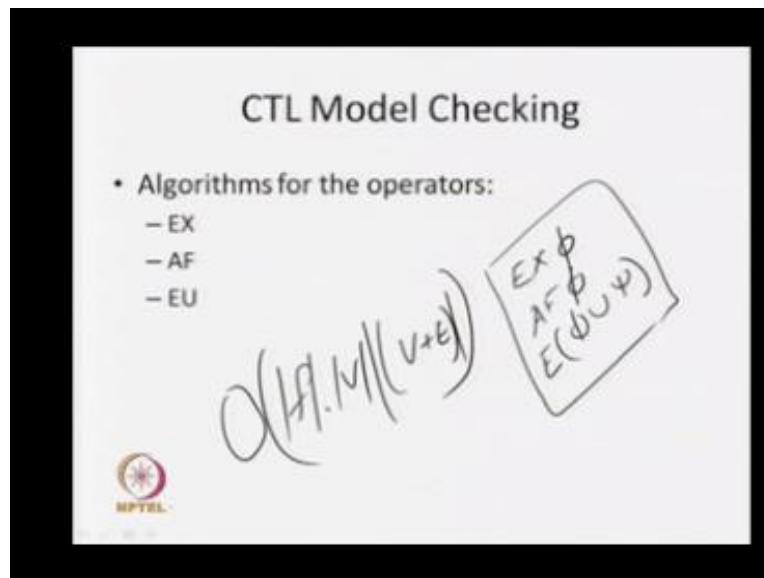 CTL Model Checking
• Algorithms for the operators:
– EX
– AF
– EU
EX ϕ
AF ϕ
E(ϕ U ψ)
O(|f|.|V|(V+E))
NPTEL